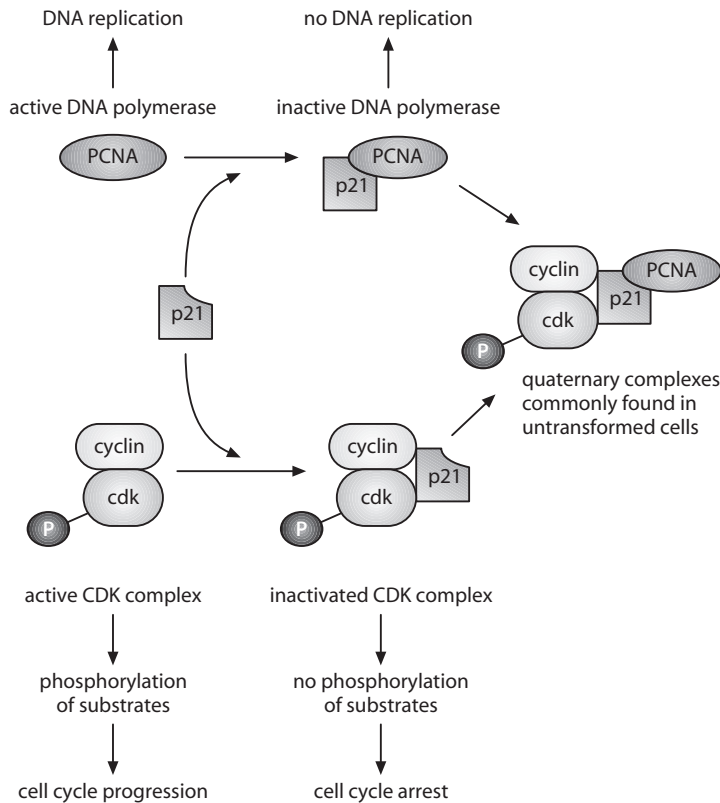 DNA replication
no DNA replication
active DNA polymerase
inactive DNA polymerase
PCNA
PCNA
p21
cyclin
PCNA
p21
cdk
P
p21
quaternary complexes
commonly found in
untransformed cells
cyclin
cdk
P
cyclin
p21
cdk
P
active CDK complex
inactivated CDK complex
phosphorylation
of substrates
no phosphorylation
of substrates
cell cycle progression
cell cycle arrest